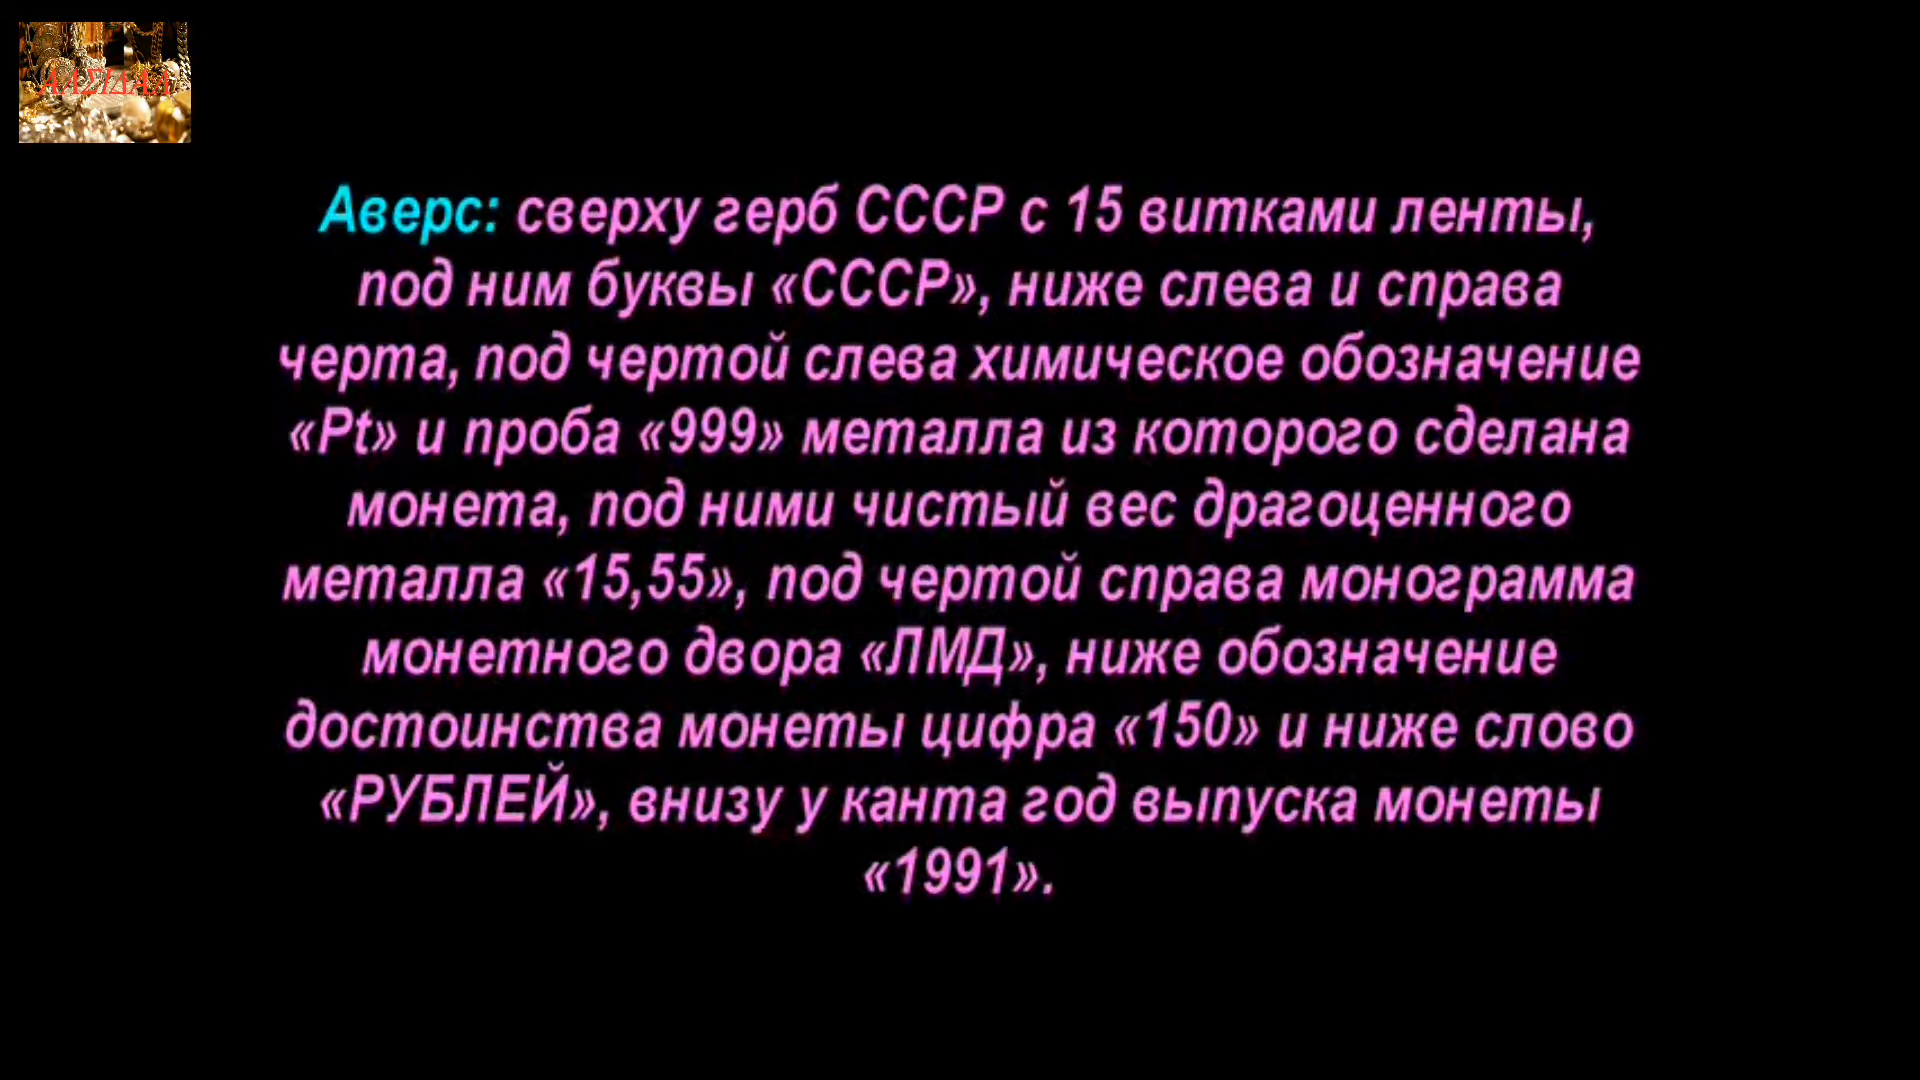 Аверс: сверху герб СССР с 15 витками ленты,
под ним буквы «СССР», ниже слева и справа
черта, под чертой слева химическое обозначение
«Pt» и проба «999» металла из которого сделана
монета, под ними чистый вес драгоценного
металла «15,55», под чертой справа монограмма
монетного двора «ЛМД», ниже обозначение
достоинства монеты цифра «150» и ниже слово
«РУБЛЕЙ», внизу у канта год выпуска монеты
«1991».